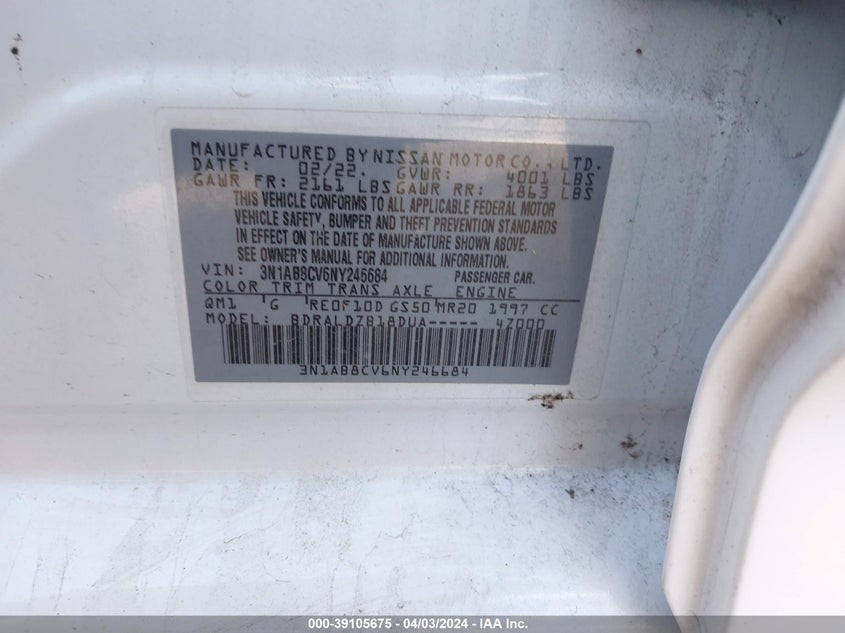 MANUFACTURED BY NISSAN MOTOR CO., LTD.
DATE: 02/22. GVWR: 4001 LBS
GAWR FR: 2161 LBS GAWR RR: 1863 LBS
THIS VEHICLE CONFORMS TO ALL APPLICABLE FEDERAL MOTOR
VEHICLE SAFETY, BUMPER AND THEFT PREVENTION STANDARDS
IN EFFECT ON THE DATE OF MANUFACTURE SHOWN ABOVE.
SEE OWNER'S MANUAL FOR ADDITIONAL INFORMATION.
VIN: 3N1AB8CV6NY246684 PASSENGER CAR.
COLOR TRIM TRANS AXLE ENGINE
QM1 G RE0F10D GS50 MR20 1997 CC
MODEL: BDRALDZB18DUA----- 4Z000
3N1AB8CV6NY246684
000-39105675 - 04/03/2024 - IAA Inc.